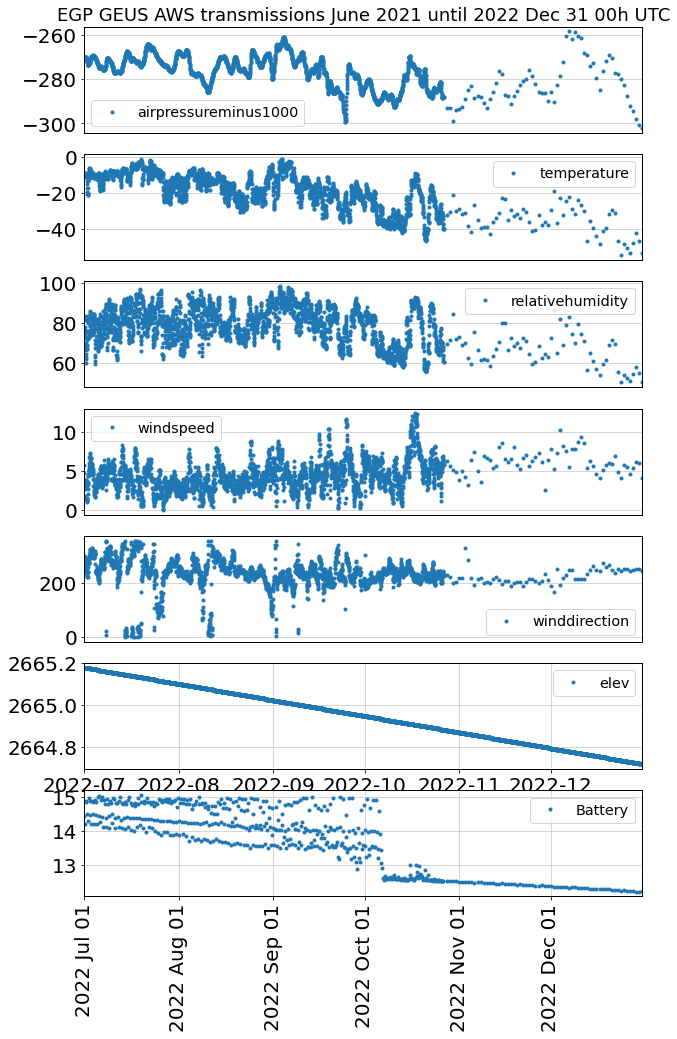 EGP GEUS AWS transmissions June 2021 until 2022 Dec 31 00h UTC
−260
−280
−300
airpressureminus1000
0
−20
−40
temperature
100
80
60
relativehumidity
10
5
0
windspeed
200
0
winddirection
2665.2
2665.0
2664.8
elev
2022-07 2022-08 2022-09 2022-10 2022-11 2022-12
15
14
13
Battery
2022 Jul 01
2022 Aug 01
2022 Sep 01
2022 Oct 01
2022 Nov 01
2022 Dec 01